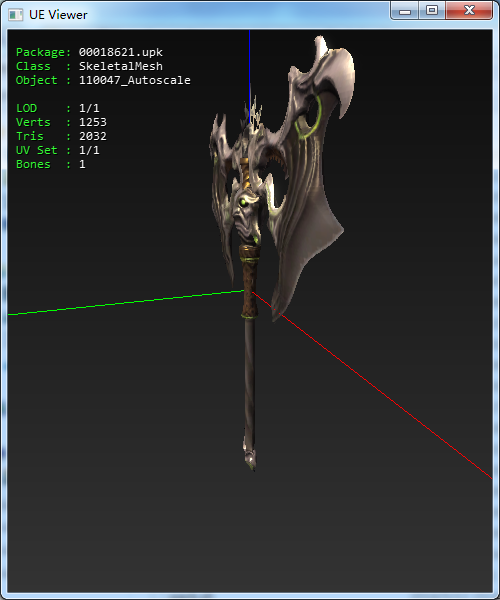 UE Viewer
Package: 00018621.upk
Class : SkeletalMesh
Object : 110047_Autoscale
LOD : 1/1
Verts : 1253
Tris : 2032
UV Set : 1/1
Bones : 1